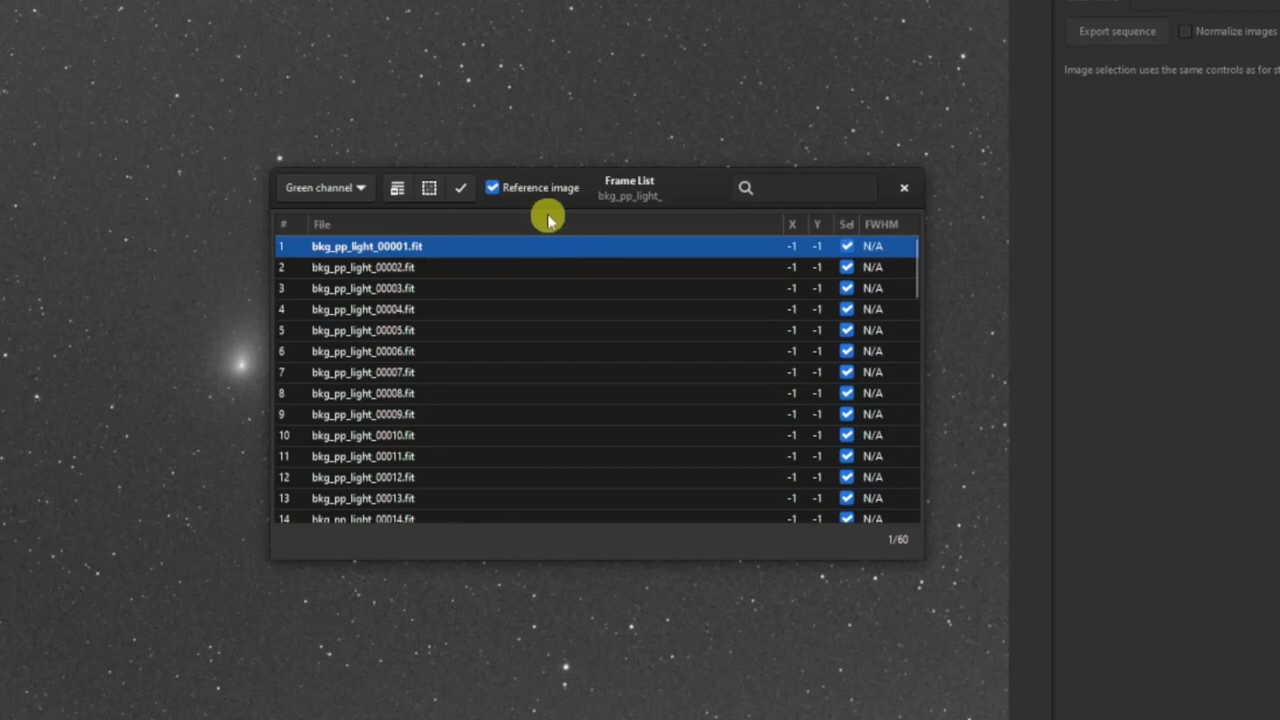 Export sequence Normalize images
Image selection uses the same controls as for
Green channel Reference image Frame List
bkg_pp_light_
# File X Y Sel FWHM
1 bkg_pp_light_00001.fit -1 -1 N/A
2 bkg_pp_light_00002.fit -1 -1 N/A
3 bkg_pp_light_00003.fit -1 -1 N/A
4 bkg_pp_light_00004.fit -1 -1 N/A
5 bkg_pp_light_00005.fit -1 -1 N/A
6 bkg_pp_light_00006.fit -1 -1 N/A
7 bkg_pp_light_00007.fit -1 -1 N/A
8 bkg_pp_light_00008.fit -1 -1 N/A
9 bkg_pp_light_00009.fit -1 -1 N/A
10 bkg_pp_light_00010.fit -1 -1 N/A
11 bkg_pp_light_00011.fit -1 -1 N/A
12 bkg_pp_light_00012.fit -1 -1 N/A
13 bkg_pp_light_00013.fit -1 -1 N/A
14 bkg_pp_light_00014.fit -1 -1 N/A
1/60